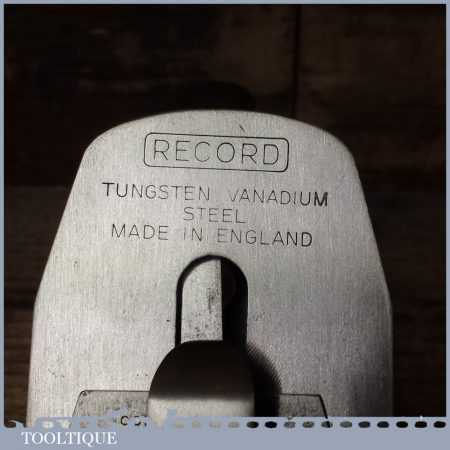 RECORD
TUNGSTEN VANADIUM
STEEL
MADE IN ENGLAND
TOOLTIQUE